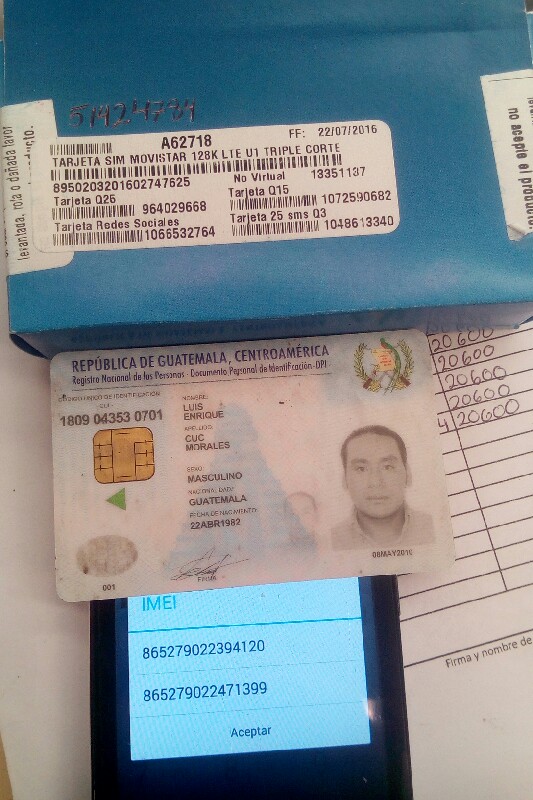 51424784
A62718
FF: 22/07/2016
TARJETA SIM MOVISTAR 128K LTE U1 TRIPLE CORTE
8950203201602747625
No Virtual 13351137
Tarjeta Q26
964029668
Tarjeta Q15
1072590682
Tarjeta Redes Sociales
1066532764
Tarjeta 25 sms Q3
1048613340
levantada, rota o dañada favor
no acepte el producto.
REPÚBLICA DE GUATEMALA, CENTROAMÉRICA
Registro Nacional de las Personas - Documento Personal de Identificación -DPI-
CÓDIGO ÚNICO DE IDENTIFICACIÓN
CUI
1809 04353 0701
NOMBRE:
LUIS
ENRIQUE
APELLIDO:
CUC
MORALES
SEXO:
MASCULINO
NACIONALIDAD:
GUATEMALA
FECHA DE NACIMIENTO:
22ABR1982
FIRMA
001
20600
20600
20600
20600
20600
Firma y nombre de
IMEI
865279022394120
865279022471399
Aceptar